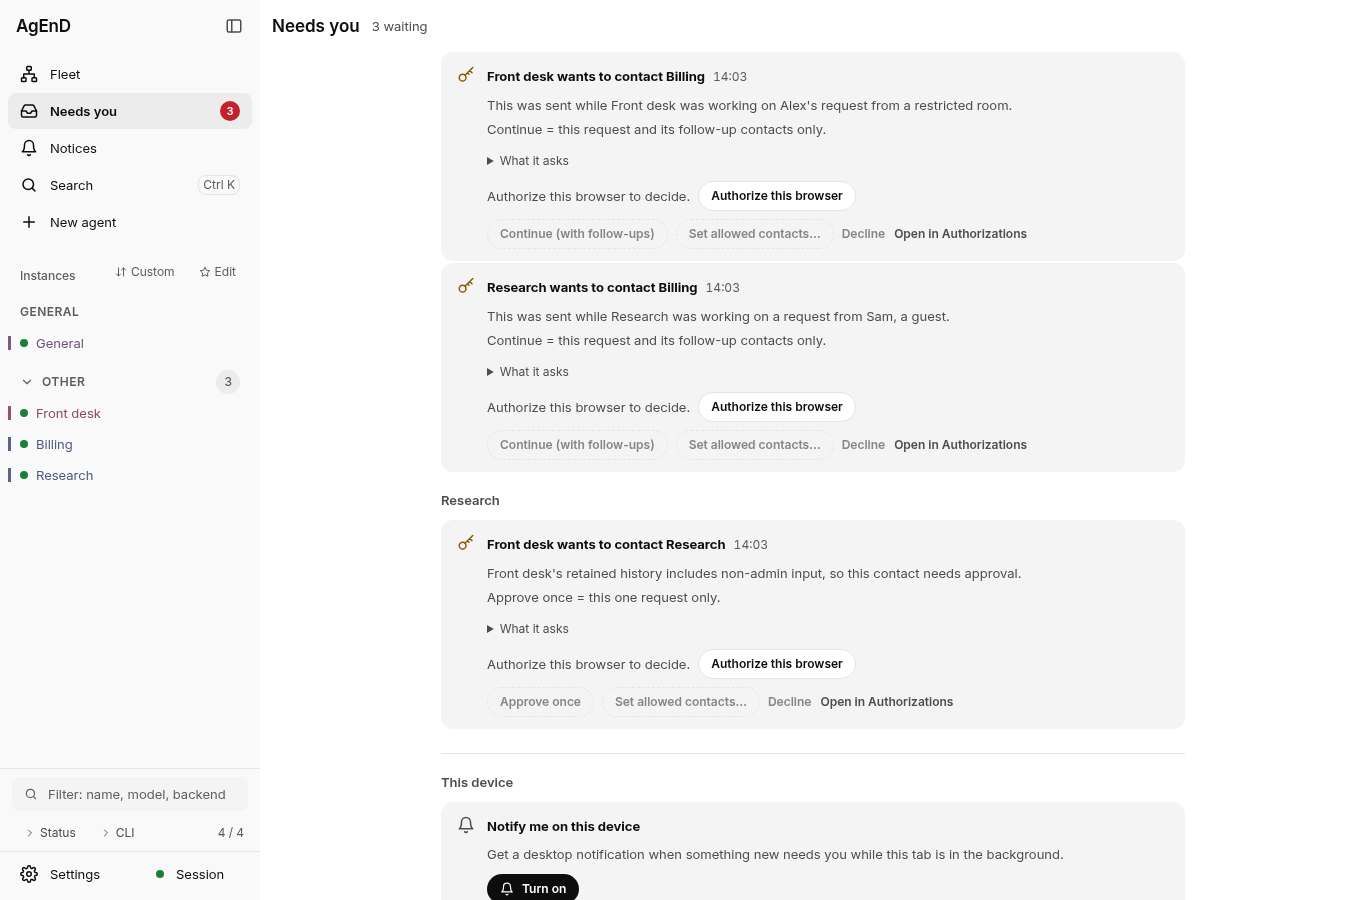 AgEnD
Fleet
Needs you 3
Notices
Search Ctrl K
New agent
Instances Custom Edit
GENERAL
General
OTHER 3
Front desk
Billing
Research
Filter: name, model, backend
Status CLI 4 / 4
Settings Session
Needs you 3 waiting
Front desk wants to contact Billing 14:03
This was sent while Front desk was working on Alex's request from a restricted room.
Continue = this request and its follow-up contacts only.
What it asks
Authorize this browser to decide. Authorize this browser
Continue (with follow-ups) Set allowed contacts... Decline Open in Authorizations
Research wants to contact Billing 14:03
This was sent while Research was working on a request from Sam, a guest.
Continue = this request and its follow-up contacts only.
What it asks
Authorize this browser to decide. Authorize this browser
Continue (with follow-ups) Set allowed contacts... Decline Open in Authorizations
Research
Front desk wants to contact Research 14:03
Front desk's retained history includes non-admin input, so this contact needs approval.
Approve once = this one request only.
What it asks
Authorize this browser to decide. Authorize this browser
Approve once Set allowed contacts... Decline Open in Authorizations
This device
Notify me on this device
Get a desktop notification when something new needs you while this tab is in the background.
Turn on